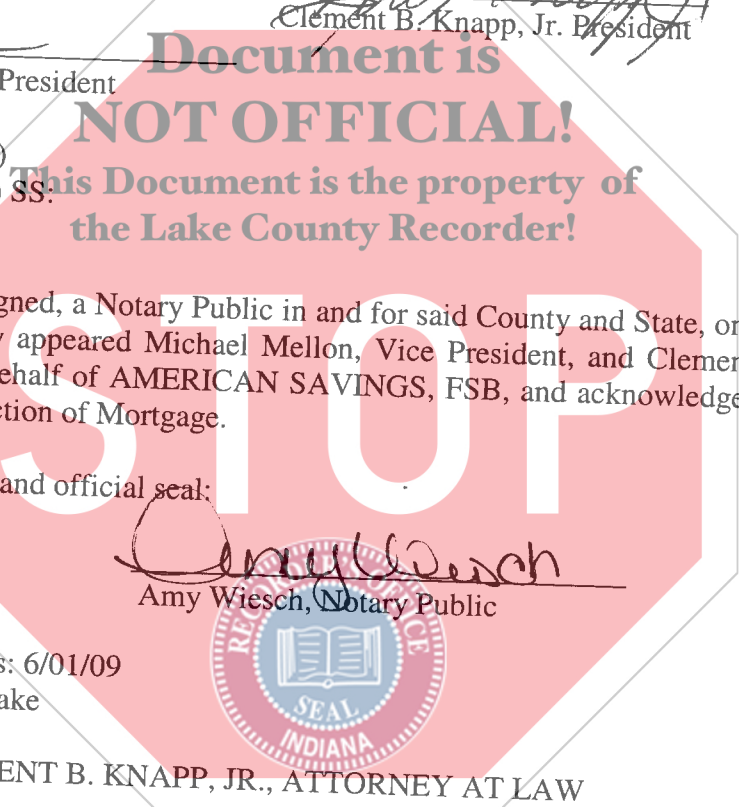 Clement B. Knapp, Jr. President
Document is
President
NOT OFFICIAL!
This Document is the property of
) SS:
the Lake County Recorder!
STOP
gned, a Notary Public in and for said County and State, on
y appeared Michael Mellon, Vice President, and Clemen
ehalf of AMERICAN SAVINGS, FSB, and acknowledge
ction of Mortgage.
and official seal:
Amy Wiesch
Amy Wiesch, Notary Public
RECORDER'S OFFICE
SEAL
INDIANA
s: 6/01/09
ake
ENT B. KNAPP, JR., ATTORNEY AT LAW